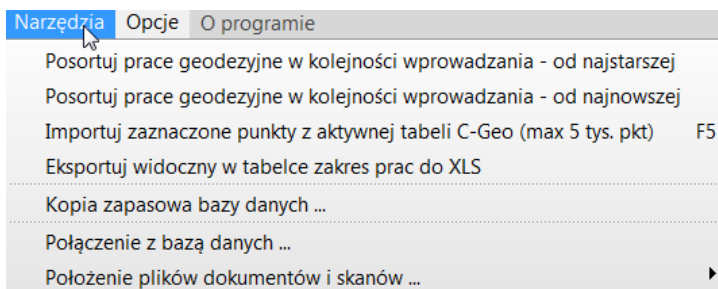 Narzędzia Opcje O programie
Posortuj prace geodezyjne w kolejności wprowadzania - od najstarszej
Posortuj prace geodezyjne w kolejności wprowadzania - od najnowszej
Importuj zaznaczone punkty z aktywnej tabeli C-Geo (max 5 tys. pkt) F5
Eksportuj widoczny w tabelce zakres prac do XLS
Kopia zapasowa bazy danych ...
Połączenie z bazą danych ...
Położenie plików dokumentów i skanów ...